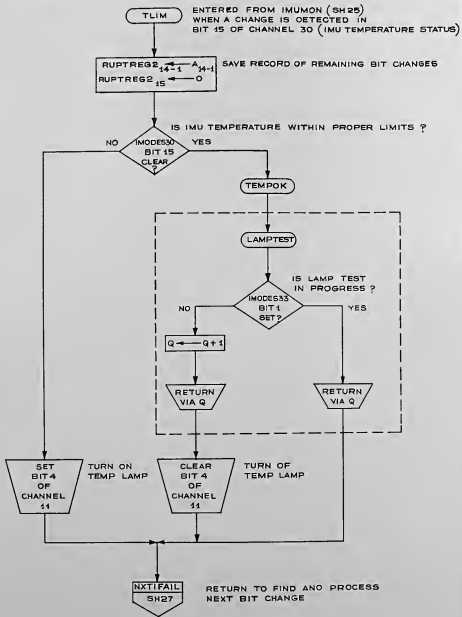 TLIM
ENTERED FROM IMUMON (SH25)
WHEN A CHANGE IS DETECTED IN
BIT 15 OF CHANNEL 30 (IMU TEMPERATURE STATUS)
RUPTREG2 14-1 ← A 14-1
RUPTREG2 15 ← O
SAVE RECORD OF REMAINING BIT CHANGES
IS IMU TEMPERATURE WITHIN PROPER LIMITS ?
NO
IMODES30
BIT 15
CLEAR
?
YES
TEMPOK
LAMPTEST
IS LAMP TEST
IN PROGRESS ?
NO
IMODES33
BIT 1
SET?
YES
Q ← Q+1
RETURN
VIA Q
RETURN
VIA Q
SET
BIT 4
OF
CHANNEL
11
TURN ON
TEMP LAMP
CLEAR
BIT 4
OF
CHANNEL
11
TURN OF
TEMP LAMP
NXTIFAIL
SH27
RETURN TO FIND AND PROCESS
NEXT BIT CHANGE